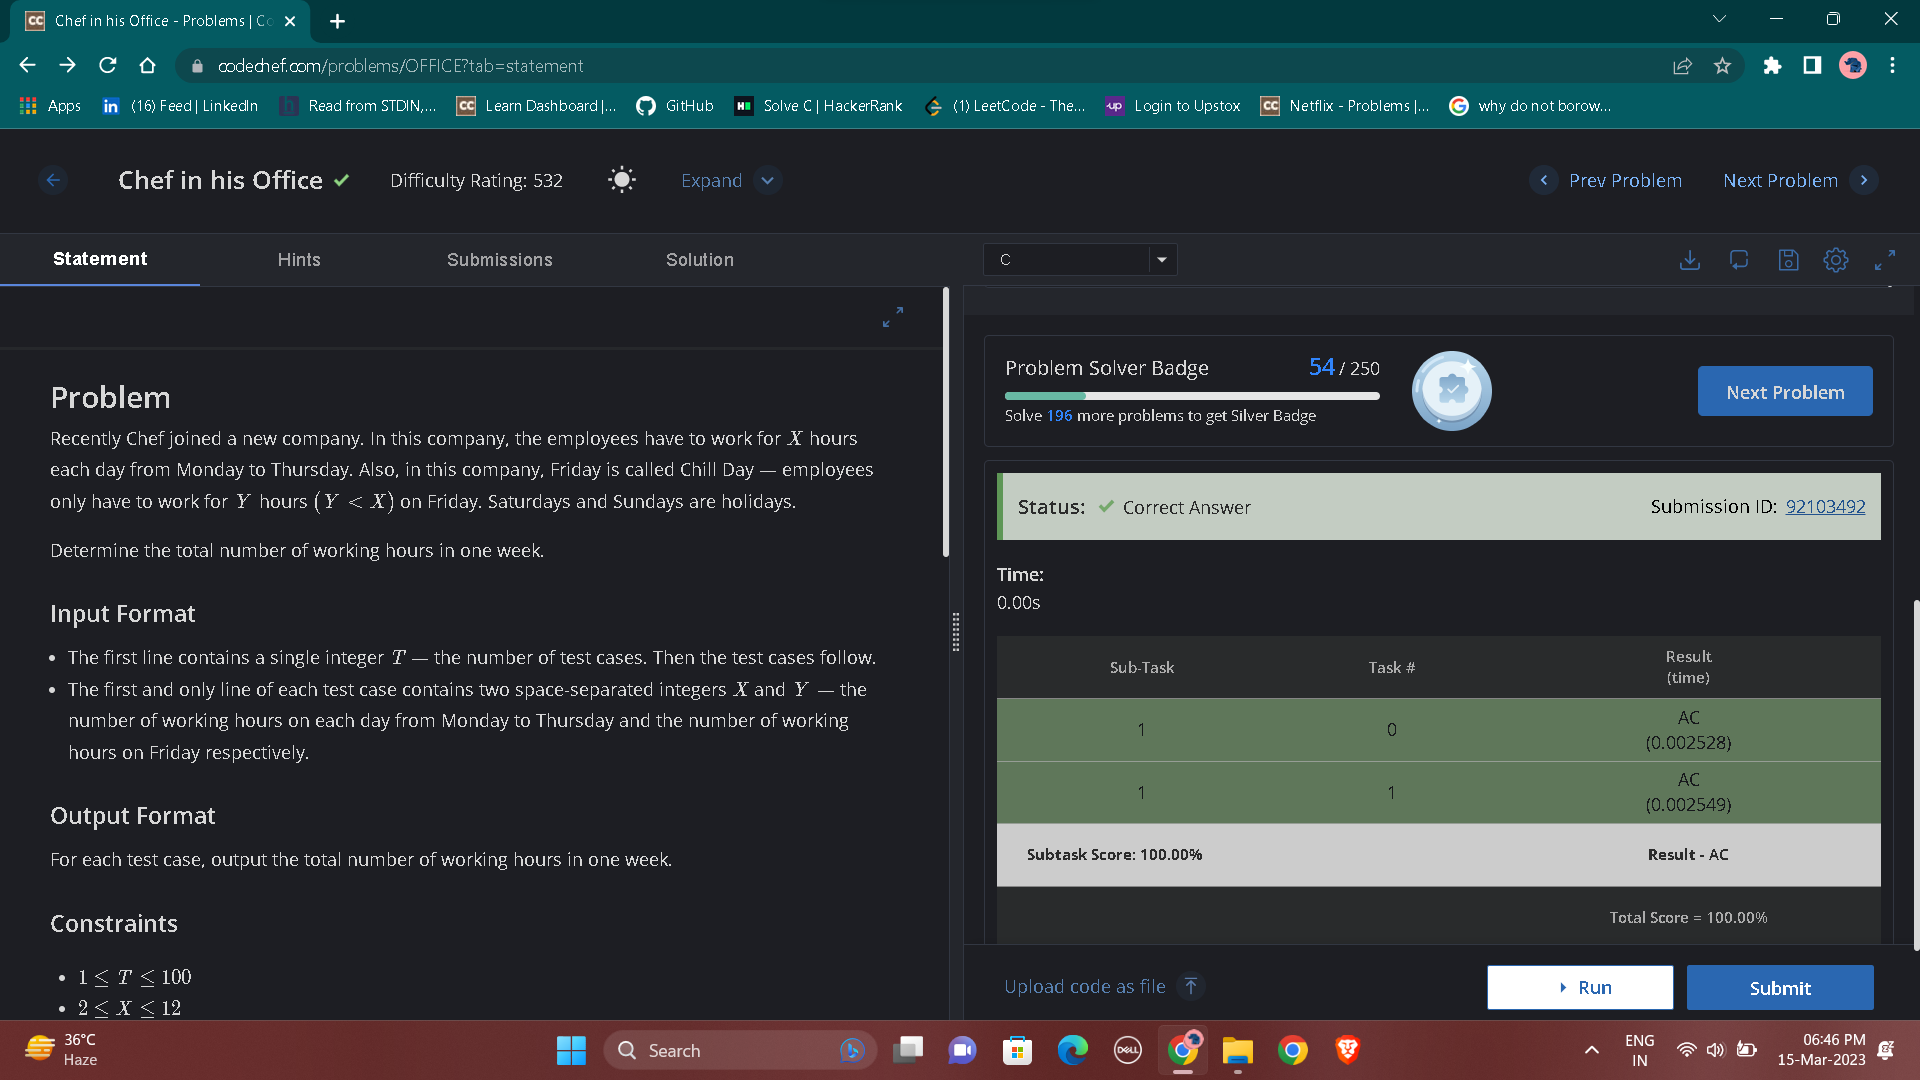 Chef in his Office - Problems | Co
codechef.com/problems/OFFICE?tab=statement
Apps
(16) Feed | LinkedIn
Read from STDIN,...
Learn Dashboard |...
GitHub
Solve C | HackerRank
(1) LeetCode - The...
Login to Upstox
Netflix - Problems |...
why do not borow...
Chef in his Office
Difficulty Rating: 532
Expand
Prev Problem
Next Problem
Statement
Hints
Submissions
Solution
C
Problem
Recently Chef joined a new company. In this company, the employees have to work for X hours
each day from Monday to Thursday. Also, in this company, Friday is called Chill Day — employees
only have to work for Y hours (Y < X) on Friday. Saturdays and Sundays are holidays.
Determine the total number of working hours in one week.
Input Format
• The first line contains a single integer T — the number of test cases. Then the test cases follow.
• The first and only line of each test case contains two space-separated integers X and Y — the
number of working hours on each day from Monday to Thursday and the number of working
hours on Friday respectively.
Output Format
For each test case, output the total number of working hours in one week.
Constraints
• 1 ≤ T ≤ 100
• 2 ≤ X ≤ 12
Problem Solver Badge
54 / 250
Solve 196 more problems to get Silver Badge
Next Problem
Status: Correct Answer
Submission ID: 92103492
Time:
0.00s
Sub-Task
Task #
Result
(time)
1
0
AC
(0.002528)
1
1
AC
(0.002549)
Subtask Score: 100.00%
Result - AC
Total Score = 100.00%
Upload code as file
Run
Submit
36°C
Haze
Search
DELL
ENG
IN
06:46 PM
15-Mar-2023